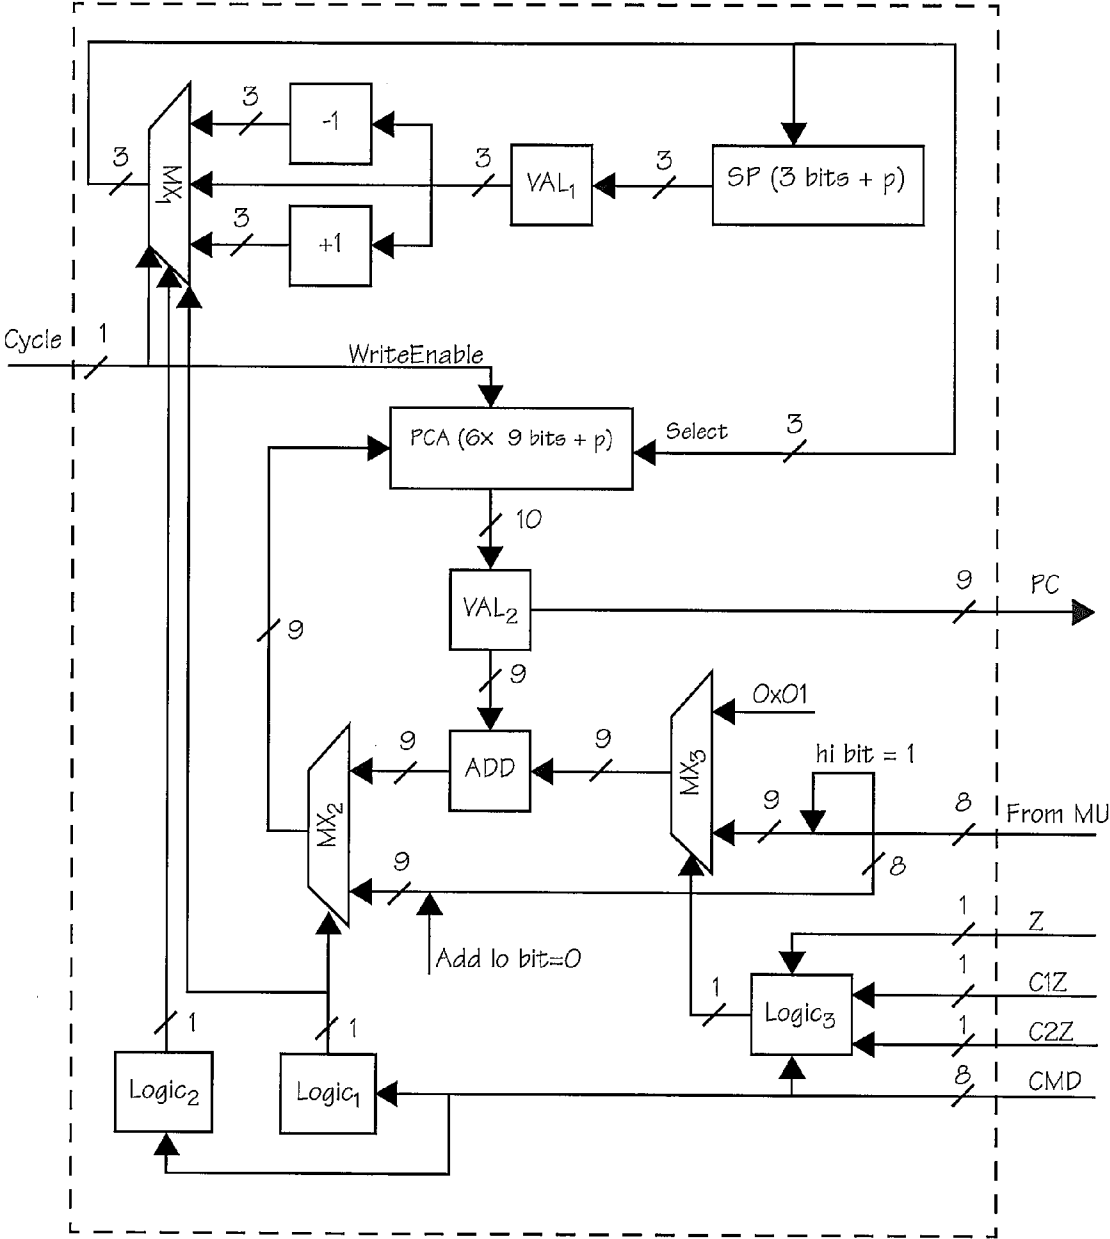 3
-1
3
MX1
3
VAL1
3
SP (3 bits + p)
3
+1
Cycle
1
WriteEnable
PCA (6x 9 bits + p)
Select
3
10
9
VAL2
9
PC
9
9
MX2
9
ADD
9
MX3
0x01
hi bit = 1
9
8
From MU
9
8
Add lo bit=0
1
Z
1
C1Z
1
C2Z
1
Logic3
8
CMD
1
Logic2
1
Logic1